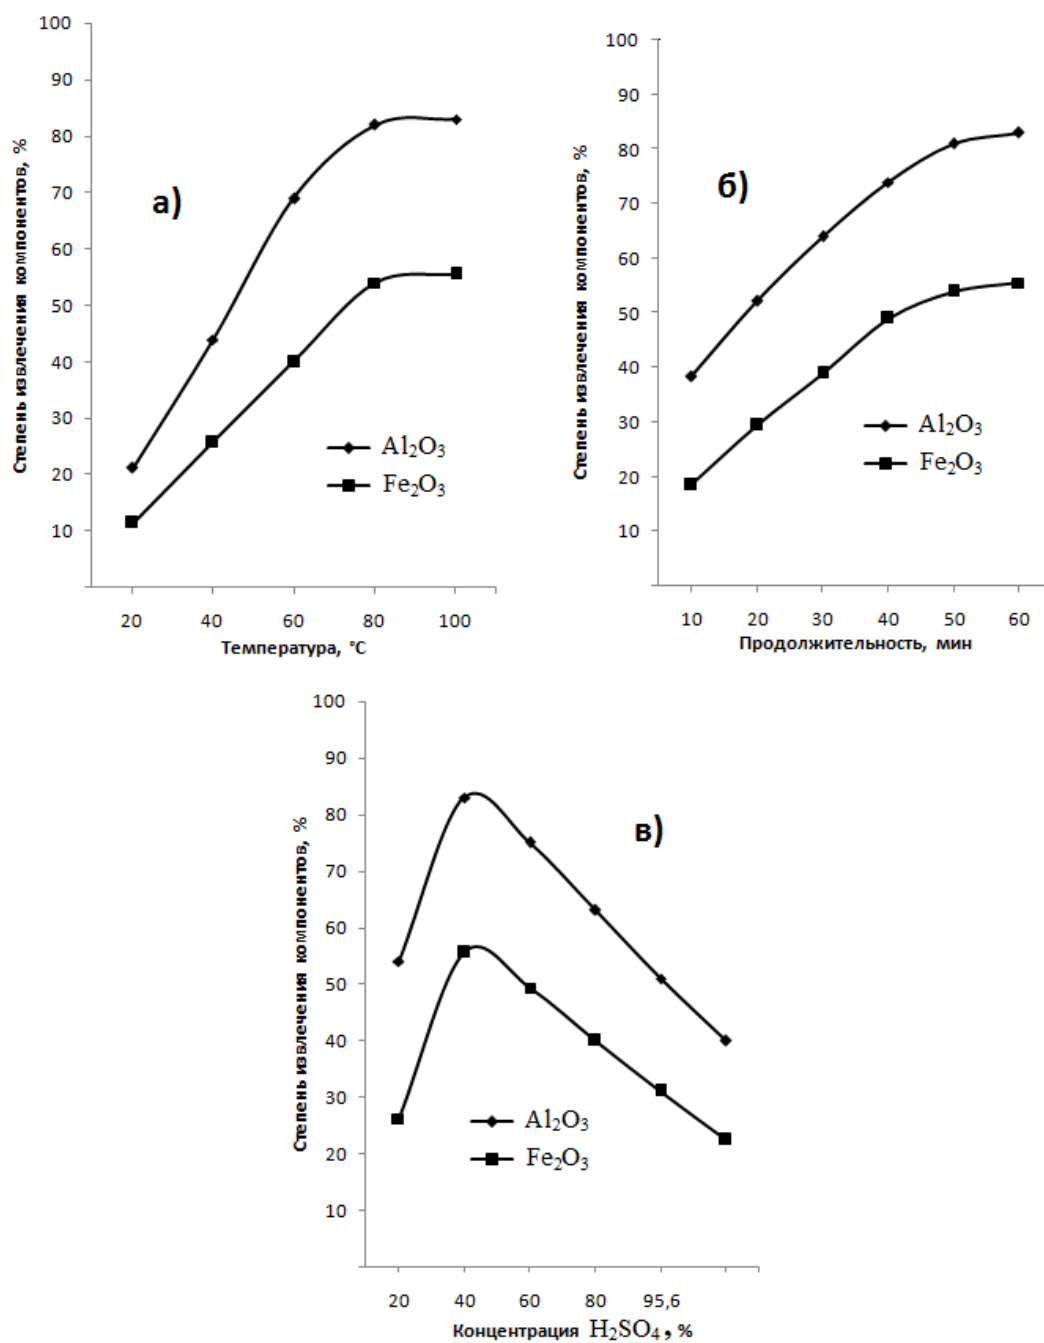 Степень извлечения компонентов, %
100
90
80
70
60
50
40
30
20
10
а)
Al₂O₃
Fe₂O₃
20 40 60 80 100
Температура, °С
Степень извлечения компонентов, %
100
90
80
70
60
50
40
30
20
10
б)
Al₂O₃
Fe₂O₃
10 20 30 40 50 60
Продолжительность, мин
Степень извлечения компонентов, %
100
90
80
70
60
50
40
30
20
10
в)
Al₂O₃
Fe₂O₃
20 40 60 80 95,6
Концентрация H₂SO₄, %